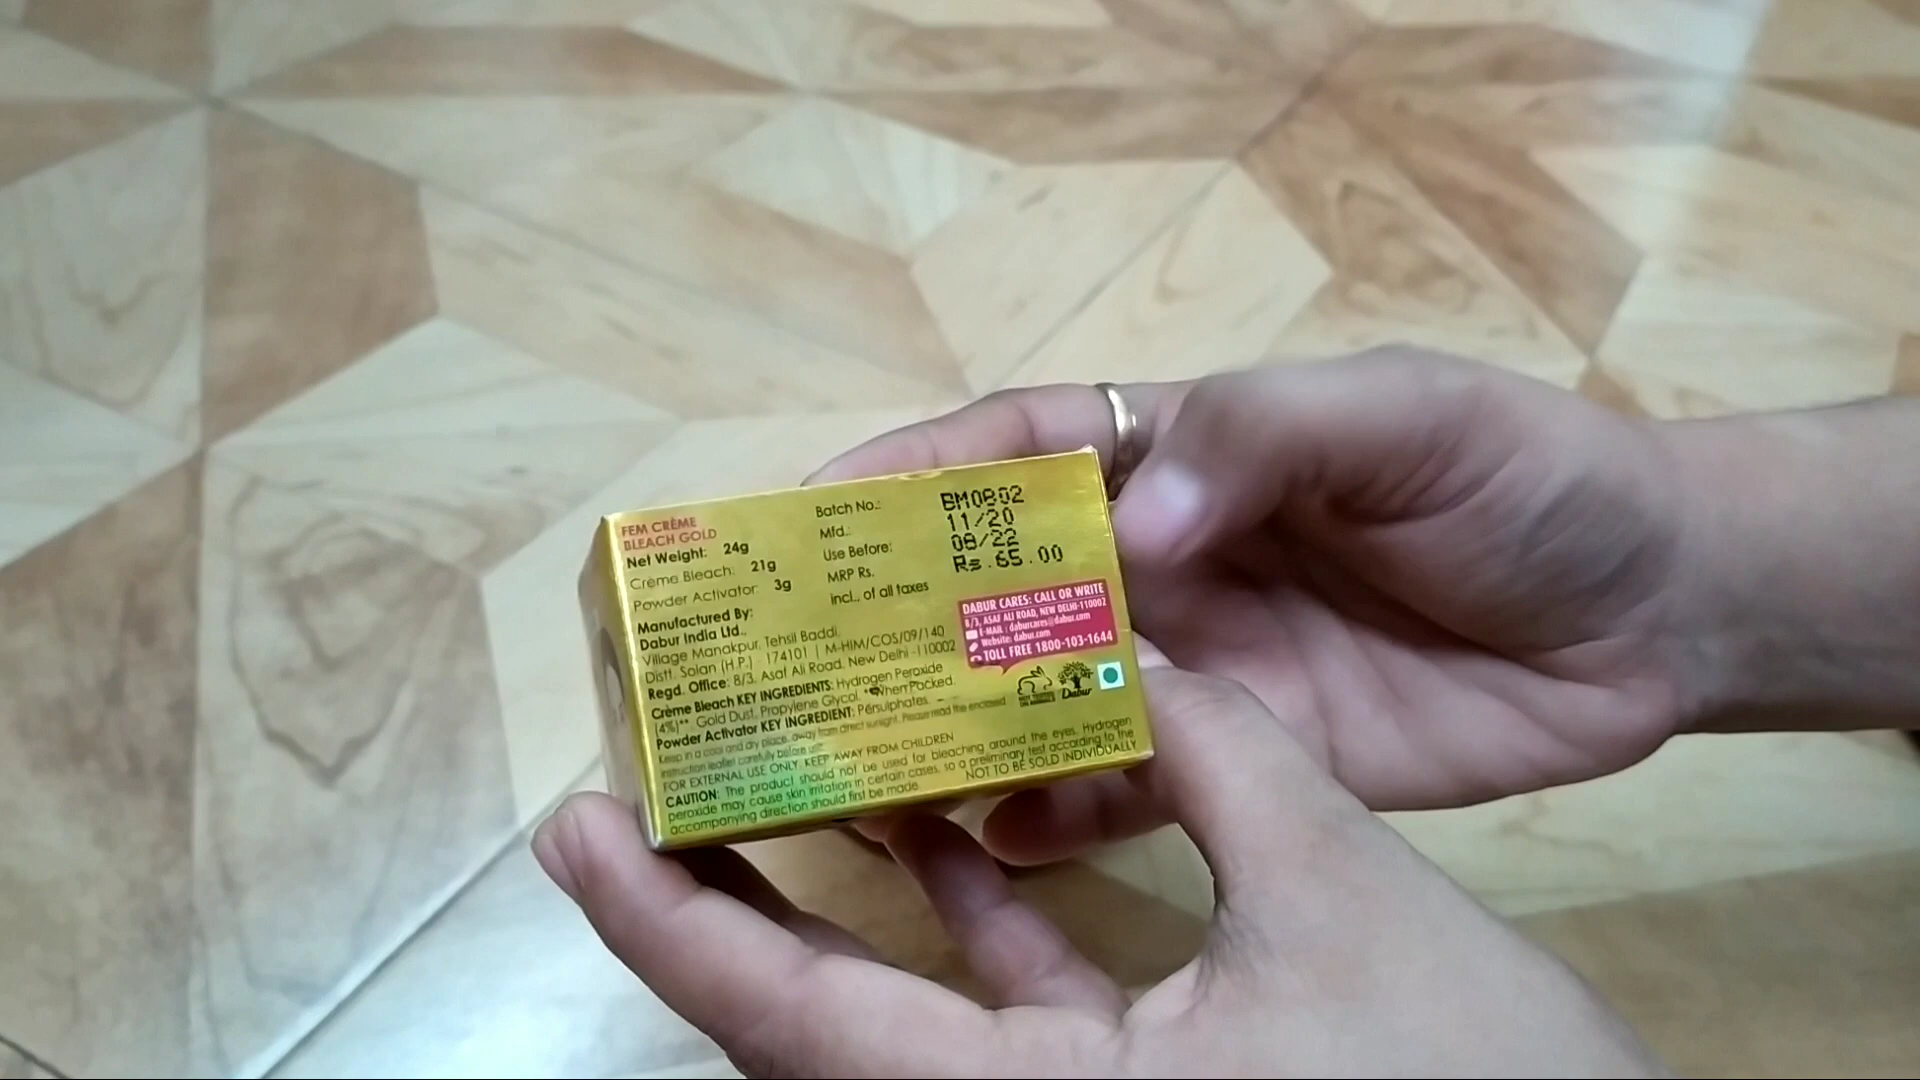 FEM CRÈME
BLEACH GOLD
Net Weight: 24g
Crème Bleach: 21g
Powder Activator: 3g
Batch No.: BM0802
Mfd.: 11/20
Use Before: 08/22
MRP Rs. Rs.65.00
incl., of all taxes
Manufactured By:
Dabur India Ltd.,
Village Manakpur, Tehsil Baddi,
Distt. Solan (H.P.) - 174101 | M-HIM/COS/09/140
Regd. Office: 8/3, Asaf Ali Road, New Delhi -110002
Crème Bleach KEY INGREDIENTS: Hydrogen Peroxide
(4%)**, Gold Dust, Propylene Glycol. **When Packed.
Powder Activator KEY INGREDIENT: Persulphates.
Keep in a cool and dry place, away from direct sunlight. Please read the enclosed
instruction leaflet carefully before use.
FOR EXTERNAL USE ONLY. KEEP AWAY FROM CHILDREN
CAUTION: The product should not be used for bleaching around the eyes. Hydrogen
peroxide may cause skin irritation in certain cases, so a preliminary test according to the
accompanying direction should first be made.
NOT TO BE SOLD INDIVIDUALLY
DABUR CARES: CALL OR WRITE
8/3, ASAF ALI ROAD, NEW DELHI-110002
E-MAIL : daburcares@dabur.com
Website: dabur.com
TOLL FREE 1800-103-1644
Dabur